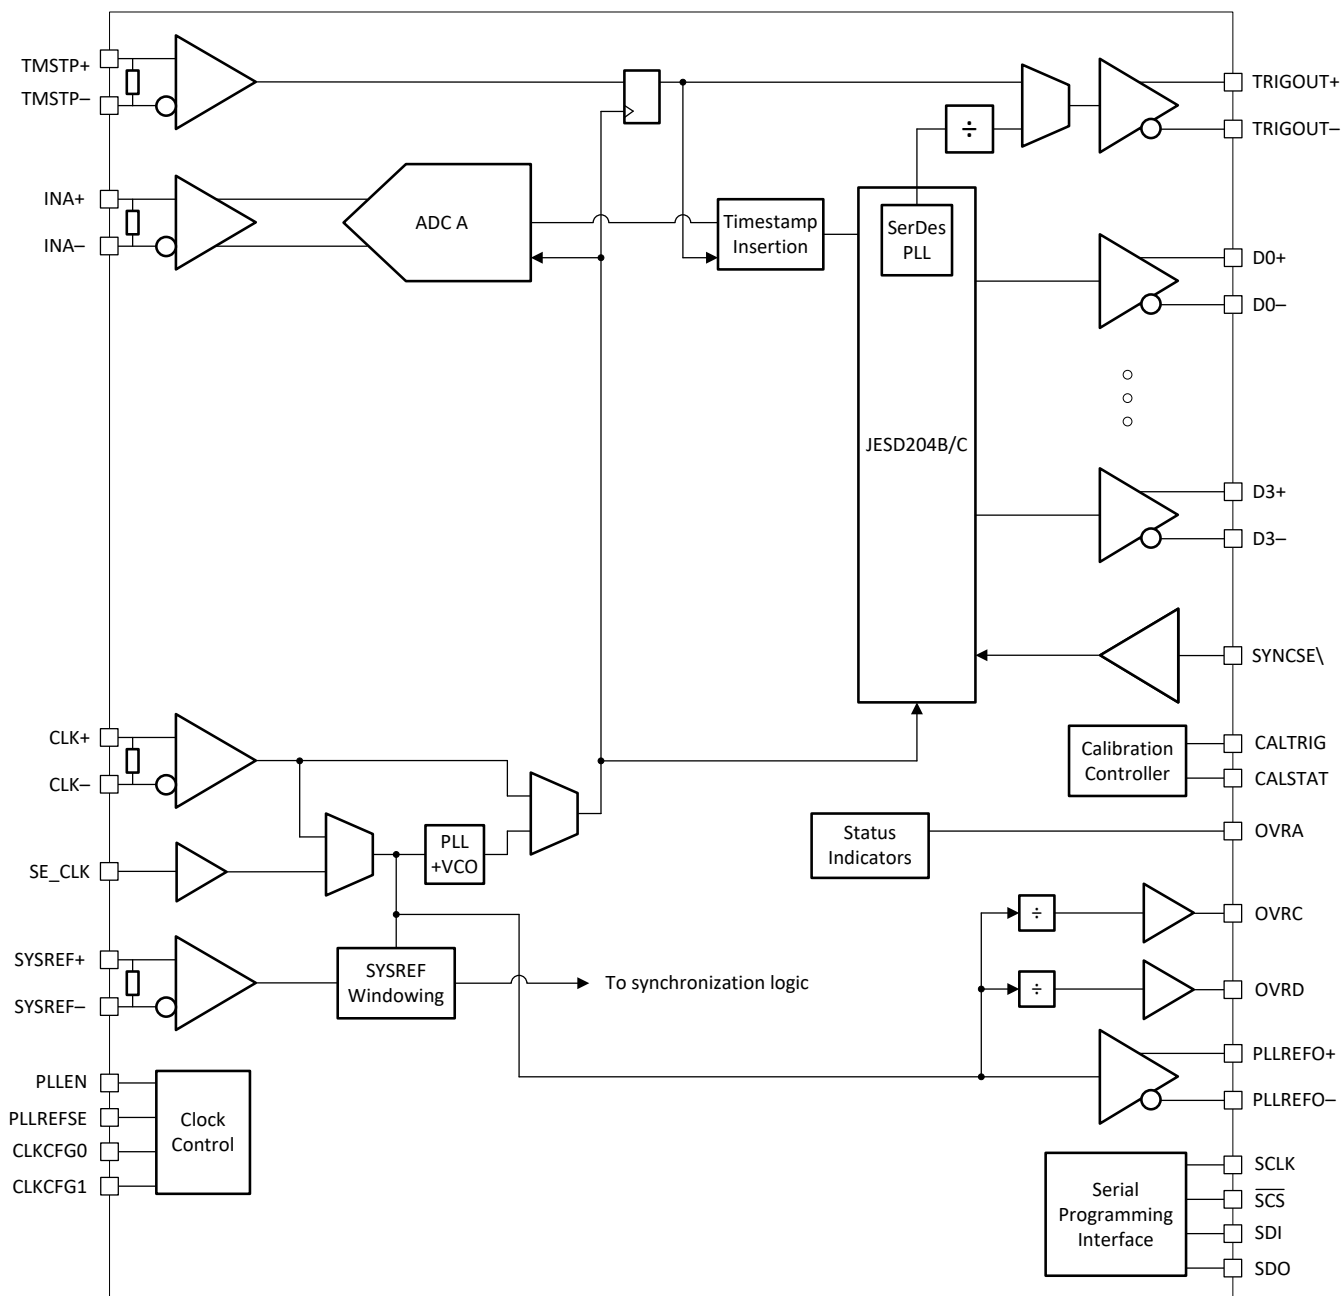 TMSTP+
TMSTP–
INA+
INA–
ADC A
Timestamp
Insertion
÷
SerDes
PLL
JESD204B/C
TRIGOUT+
TRIGOUT–
D0+
D0–
D3+
D3–
SYNCSE\
CLK+
CLK–
SE_CLK
PLL
+VCO
SYSREF+
SYSREF–
SYSREF
Windowing
To synchronization logic
Calibration
Controller
CALTRIG
CALSTAT
Status
Indicators
OVRA
÷
OVRC
÷
OVRD
PLLREFO+
PLLREFO–
PLLEN
PLLREFSE
CLKCFG0
CLKCFG1
Clock
Control
Serial
Programming
Interface
SCLK
S̅C̅S̅
SDI
SDO